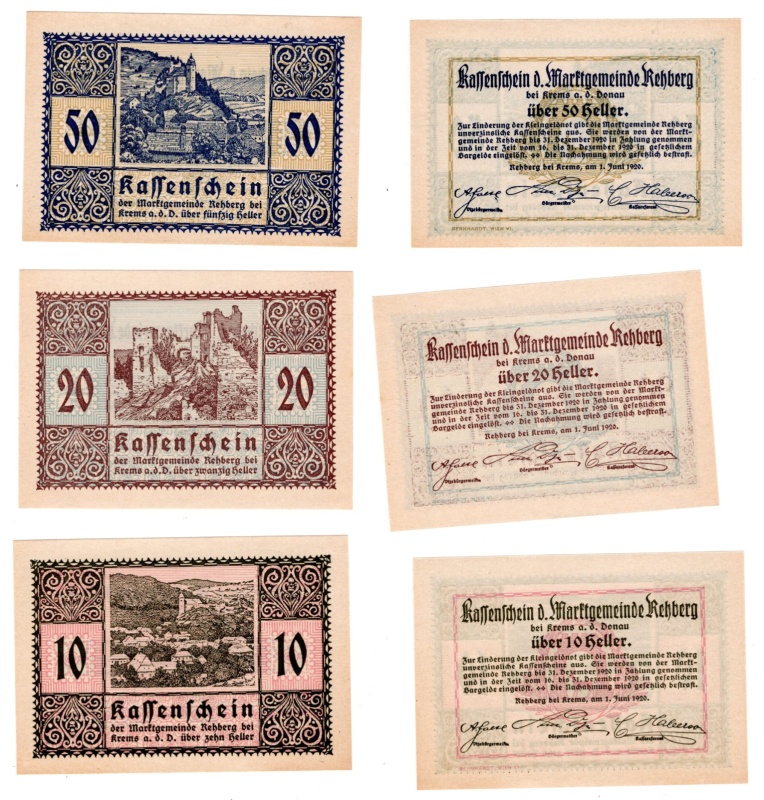 50
50
Kassenschein
der Marktgemeinde Rehberg bei
Krems a. d. D. über fünfzig Heller
Kassenschein d. Marktgemeinde Rehberg
bei Krems a. d. Donau
über 50 Heller.
Zur Linderung der Kleingeldnot gibt die Marktgemeinde Rehberg
unverzinsliche Kassenscheine aus. Sie werden von der Markt-
gemeinde Rehberg bis 31. Dezember 1920 in Zahlung genommen
und in der Zeit vom 16. bis 31. Dezember 1920 in gesetzlichem
Bargelde eingelöst. Die Nachahmung wird gesetzlich bestraft.
Rehberg bei Krems, am 1. Juni 1920.
Vizebürgermeister
Bürgermeister
BERNHARDT, WIEN VI.
20
20
Kassenschein
der Marktgemeinde Rehberg bei
Krems a. d. D. über zwanzig Heller
Kassenschein d. Marktgemeinde Rehberg
bei Krems a. d. Donau
über 20 Heller.
Zur Linderung der Kleingeldnot gibt die Marktgemeinde Rehberg
unverzinsliche Kassenscheine aus. Sie werden von der Markt-
gemeinde Rehberg bis 31. Dezember 1920 in Zahlung genommen
und in der Zeit vom 16. bis 31. Dezember 1920 in gesetzlichem
Bargelde eingelöst. Die Nachahmung wird gesetzlich bestraft.
Rehberg bei Krems, am 1. Juni 1920.
Vizebürgermeister
Bürgermeister
10
10
Kassenschein
der Marktgemeinde Rehberg bei
Krems a. d. D. über zehn Heller
Kassenschein d. Marktgemeinde Rehberg
bei Krems a. d. Donau
über 10 Heller.
Zur Linderung der Kleingeldnot gibt die Marktgemeinde Rehberg
unverzinsliche Kassenscheine aus. Sie werden von der Markt-
gemeinde Rehberg bis 31. Dezember 1920 in Zahlung genommen
und in der Zeit vom 16. bis 31. Dezember 1920 in gesetzlichem
Bargelde eingelöst. Die Nachahmung wird gesetzlich bestraft.
Rehberg bei Krems, am 1. Juni 1920.
Vizebürgermeister
Bürgermeister